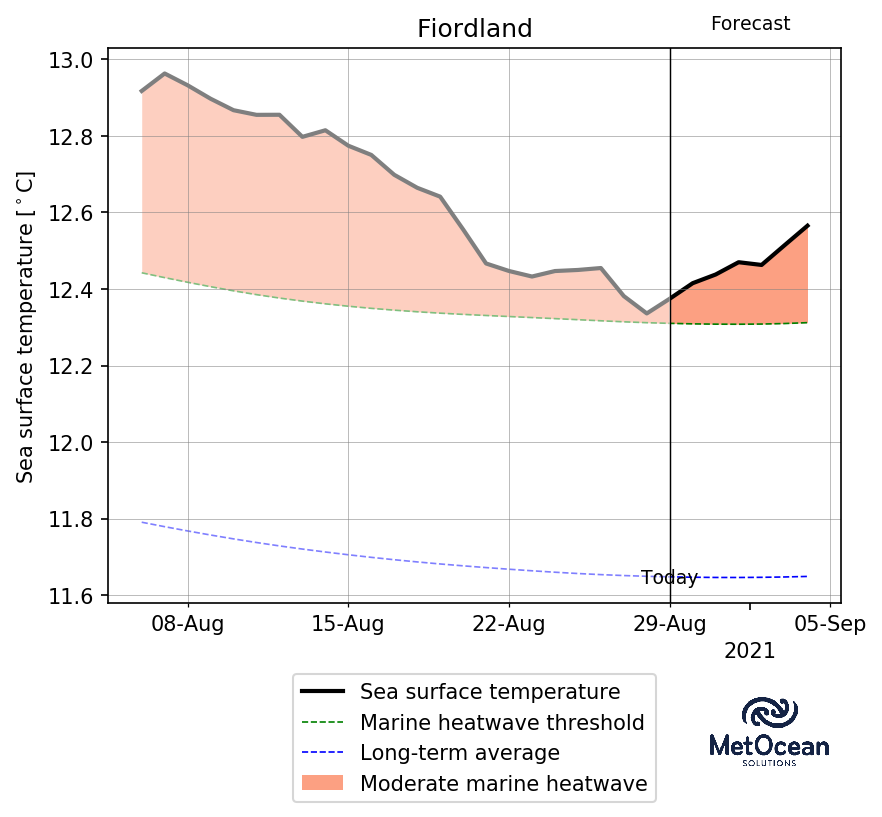 Fiordland
Forecast
Sea surface temperature [°C]
13.0
12.8
12.6
12.4
12.2
12.0
11.8
11.6
Today
08-Aug
15-Aug
22-Aug
29-Aug
05-Sep
2021
Sea surface temperature
Marine heatwave threshold
Long-term average
Moderate marine heatwave
MetOcean
SOLUTIONS